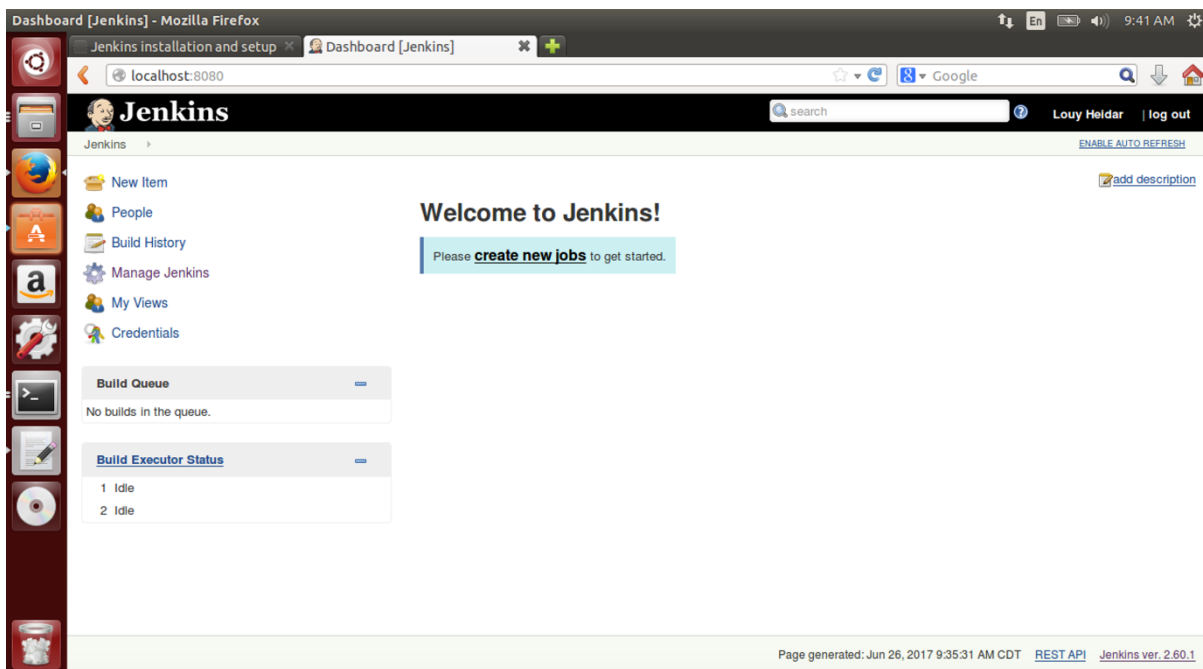 Dashboard [Jenkins] - Mozilla Firefox
En
9:41 AM
Jenkins installation and setup
Dashboard [Jenkins]
localhost:8080
Google
Jenkins
search
Louy Heidar | log out
Jenkins
ENABLE AUTO REFRESH
New Item
People
Build History
Manage Jenkins
My Views
Credentials
add description
Welcome to Jenkins!
Please create new jobs to get started.
Build Queue
No builds in the queue.
Build Executor Status
1 Idle
2 Idle
Page generated: Jun 26, 2017 9:35:31 AM CDT REST API Jenkins ver. 2.60.1